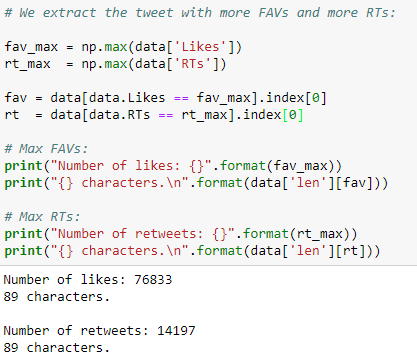 # We extract the tweet with more FAVs and more RTs:
fav_max = np.max(data['Likes'])
rt_max  = np.max(data['RTs'])
fav = data[data.Likes == fav_max].index[0]
rt  = data[data.RTs == rt_max].index[0]
# Max FAVs:
print("Number of likes: {}".format(fav_max))
print("{} characters.\n".format(data['len'][fav]))
# Max RTs:
print("Number of retweets: {}".format(rt_max))
print("{} characters.\n".format(data['len'][rt]))
Number of likes: 76833
89 characters.
Number of retweets: 14197
89 characters.